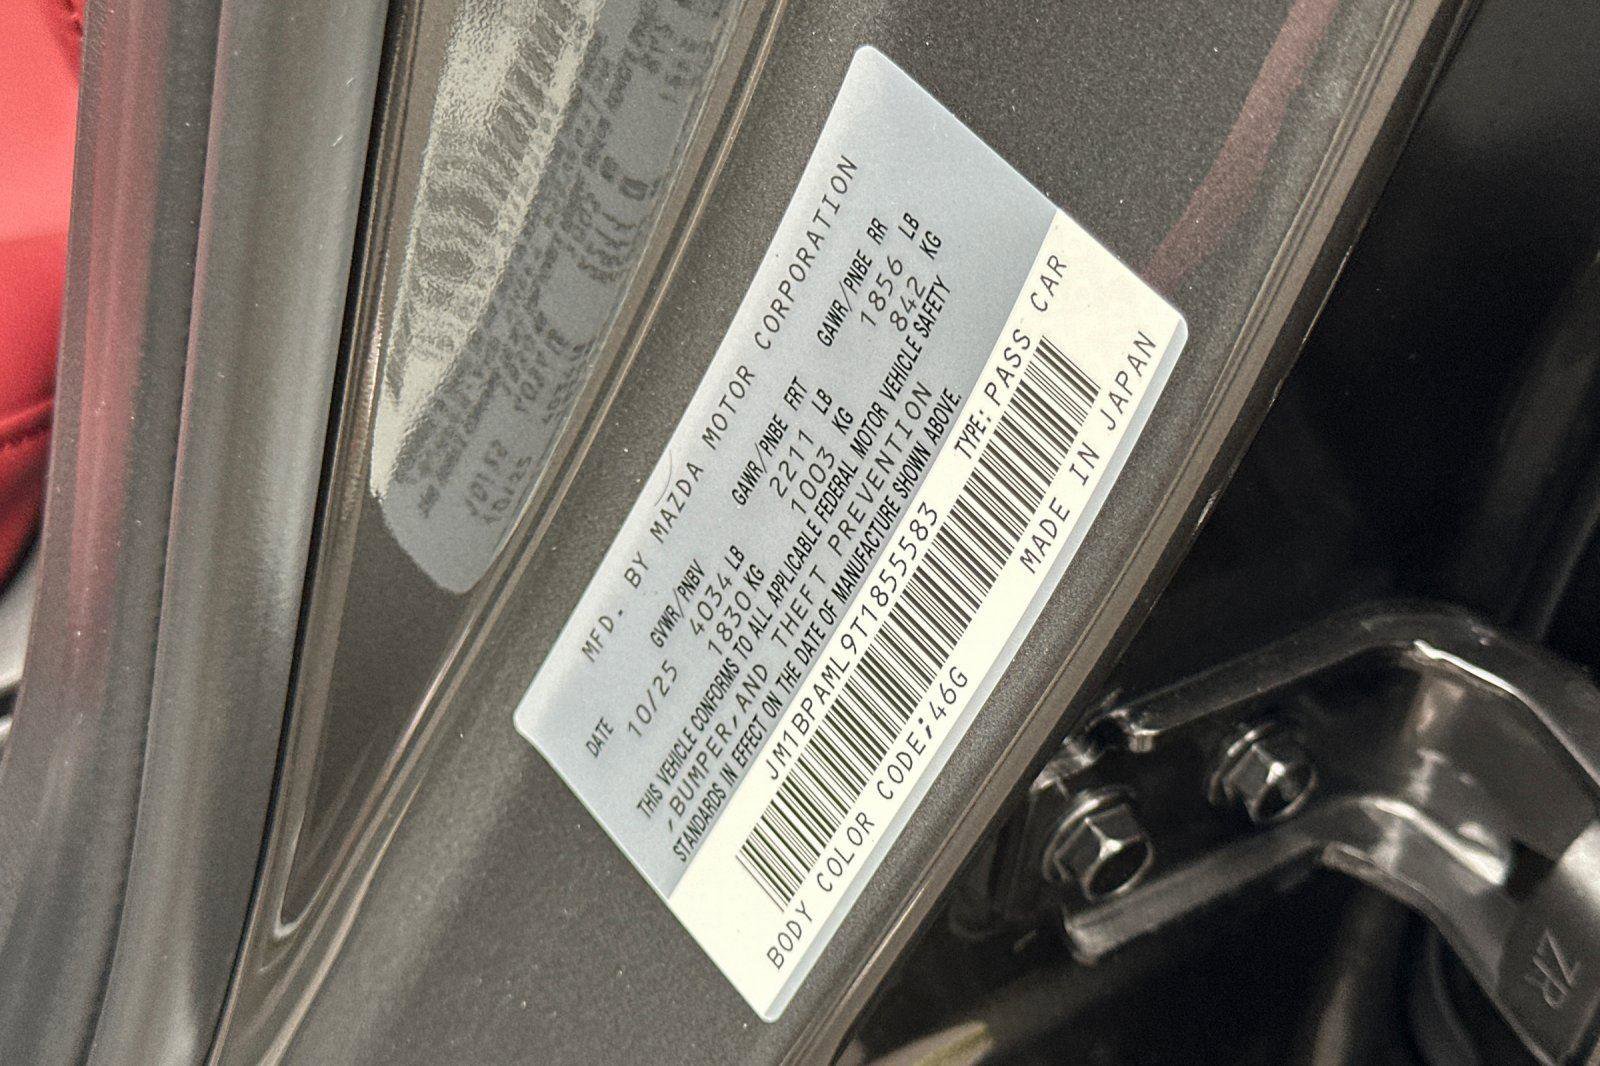 MFD. BY MAZDA MOTOR CORPORATION
DATE GVWR/PNBV GAWR/PNBE FRT GAWR/PNBE RR
10/25 4034 LB 2211 LB 1856 LB
1830 KG 1003 KG 842 KG
THIS VEHICLE CONFORMS TO ALL APPLICABLE FEDERAL MOTOR VEHICLE SAFETY
,BUMPER,AND THEFT PREVENTION
STANDARDS IN EFFECT ON THE DATE OF MANUFACTURE SHOWN ABOVE.
JM1BPAML9T1855583 TYPE:PASS CAR
BODY COLOR CODE;46G MADE IN JAPAN
ZR